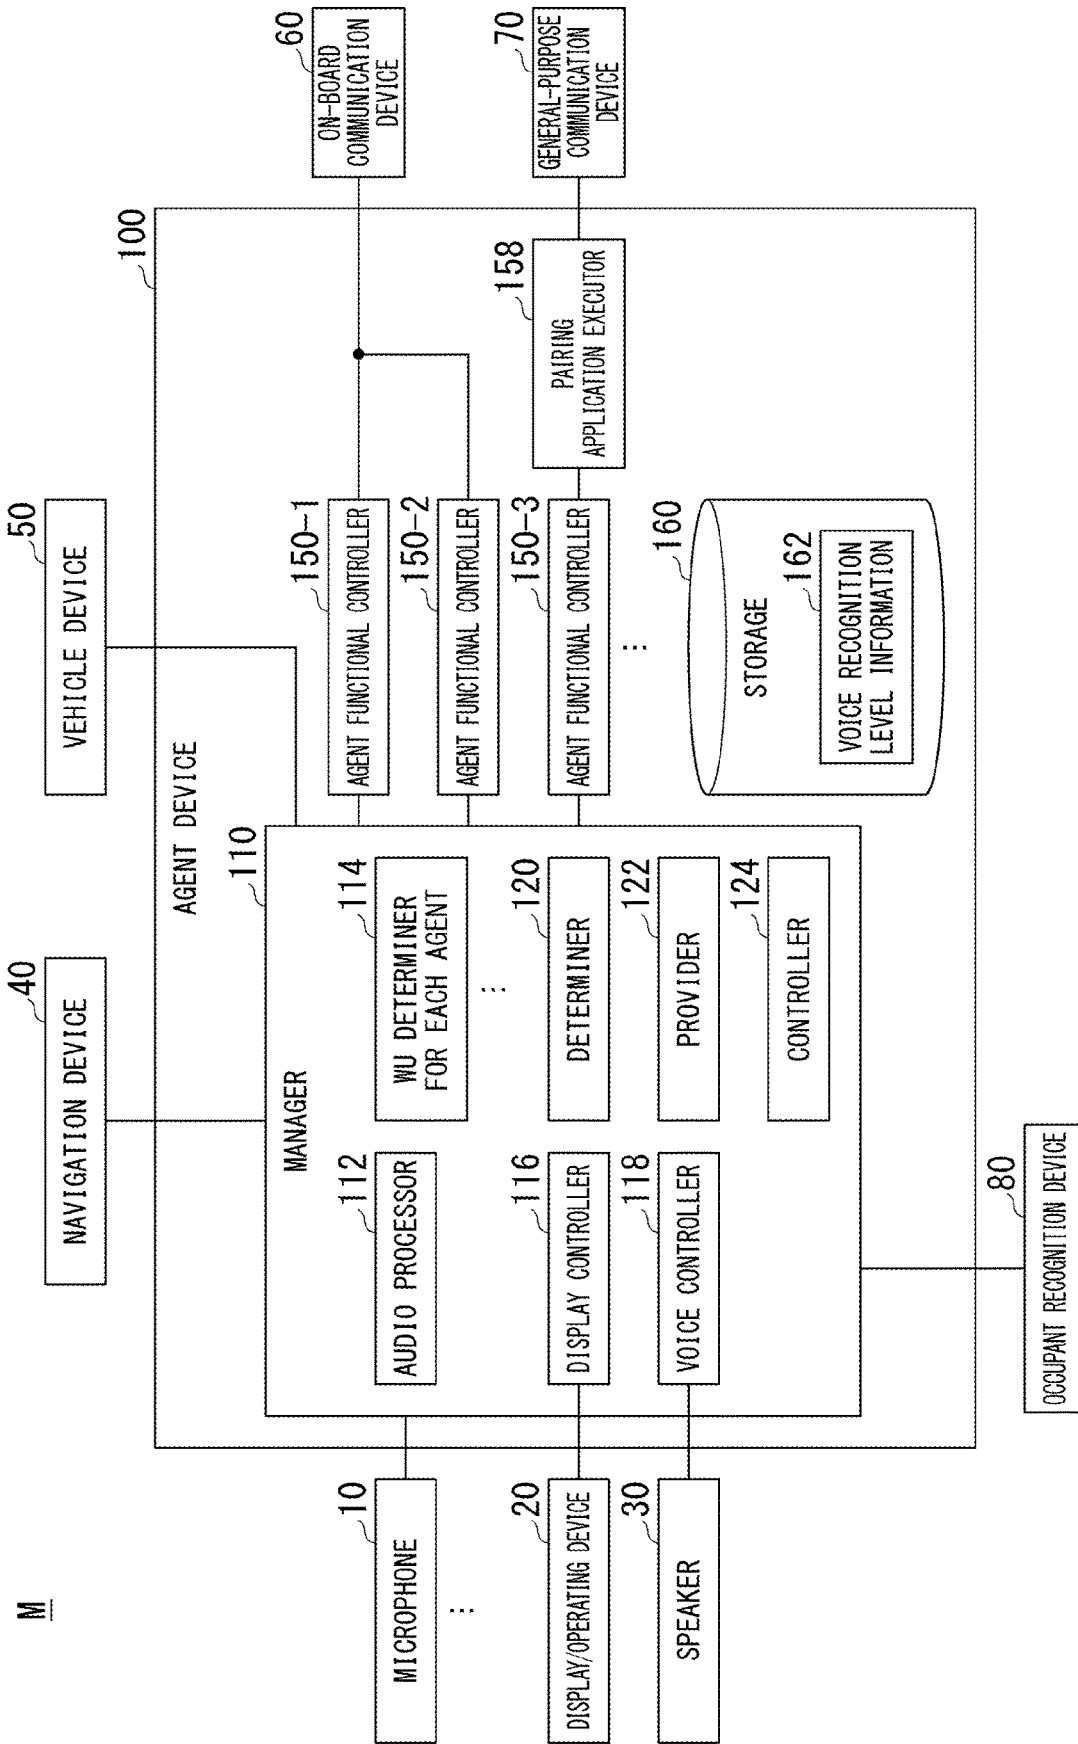 M
40
NAVIGATION DEVICE
50
VEHICLE DEVICE
100
AGENT DEVICE
110
MANAGER
10
MICROPHONE
⋮
20
DISPLAY/OPERATING DEVICE
30
SPEAKER
112
AUDIO PROCESSOR
116
DISPLAY CONTROLLER
118
VOICE CONTROLLER
114
WU DETERMINER
FOR EACH AGENT
⋮
120
DETERMINER
122
PROVIDER
124
CONTROLLER
150-1
AGENT FUNCTIONAL CONTROLLER
150-2
AGENT FUNCTIONAL CONTROLLER
150-3
AGENT FUNCTIONAL CONTROLLER
⋮
158
PAIRING
APPLICATION EXECUTOR
160
STORAGE
162
VOICE RECOGNITION
LEVEL INFORMATION
60
ON-BOARD
COMMUNICATION
DEVICE
70
GENERAL-PURPOSE
COMMUNICATION
DEVICE
80
OCCUPANT RECOGNITION DEVICE